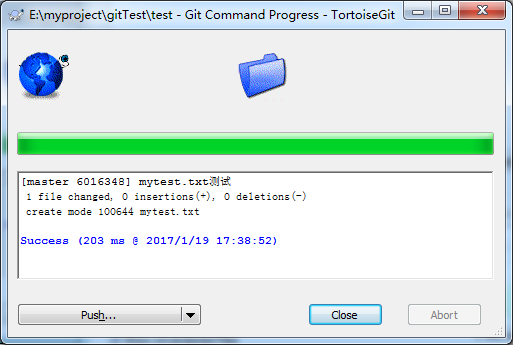 E:\myproject\gitTest\test - Git Command Progress - TortoiseGit
[master 6016348] mytest.txt测试
1 file changed, 0 insertions(+), 0 deletions(-)
create mode 100644 mytest.txt
Success (203 ms @ 2017/1/19 17:38:52)
Push...
Close
Abort